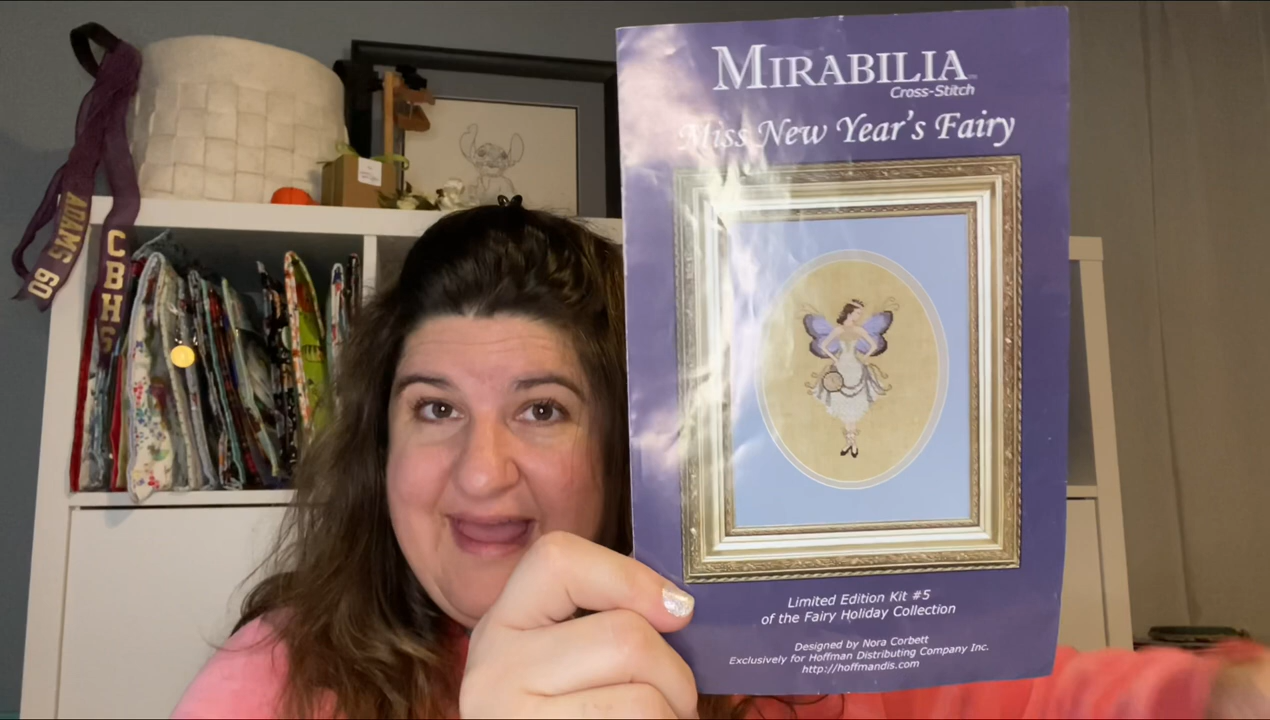 MIRABILIA
Cross-Stitch
Miss New Year's Fairy
Limited Edition Kit #5
of the Fairy Holiday Collection
Designed by Nora Corbett
Exclusively for Hoffman Distributing Company Inc.
http://hoffmandis.com
ADAMS 60
CBHS